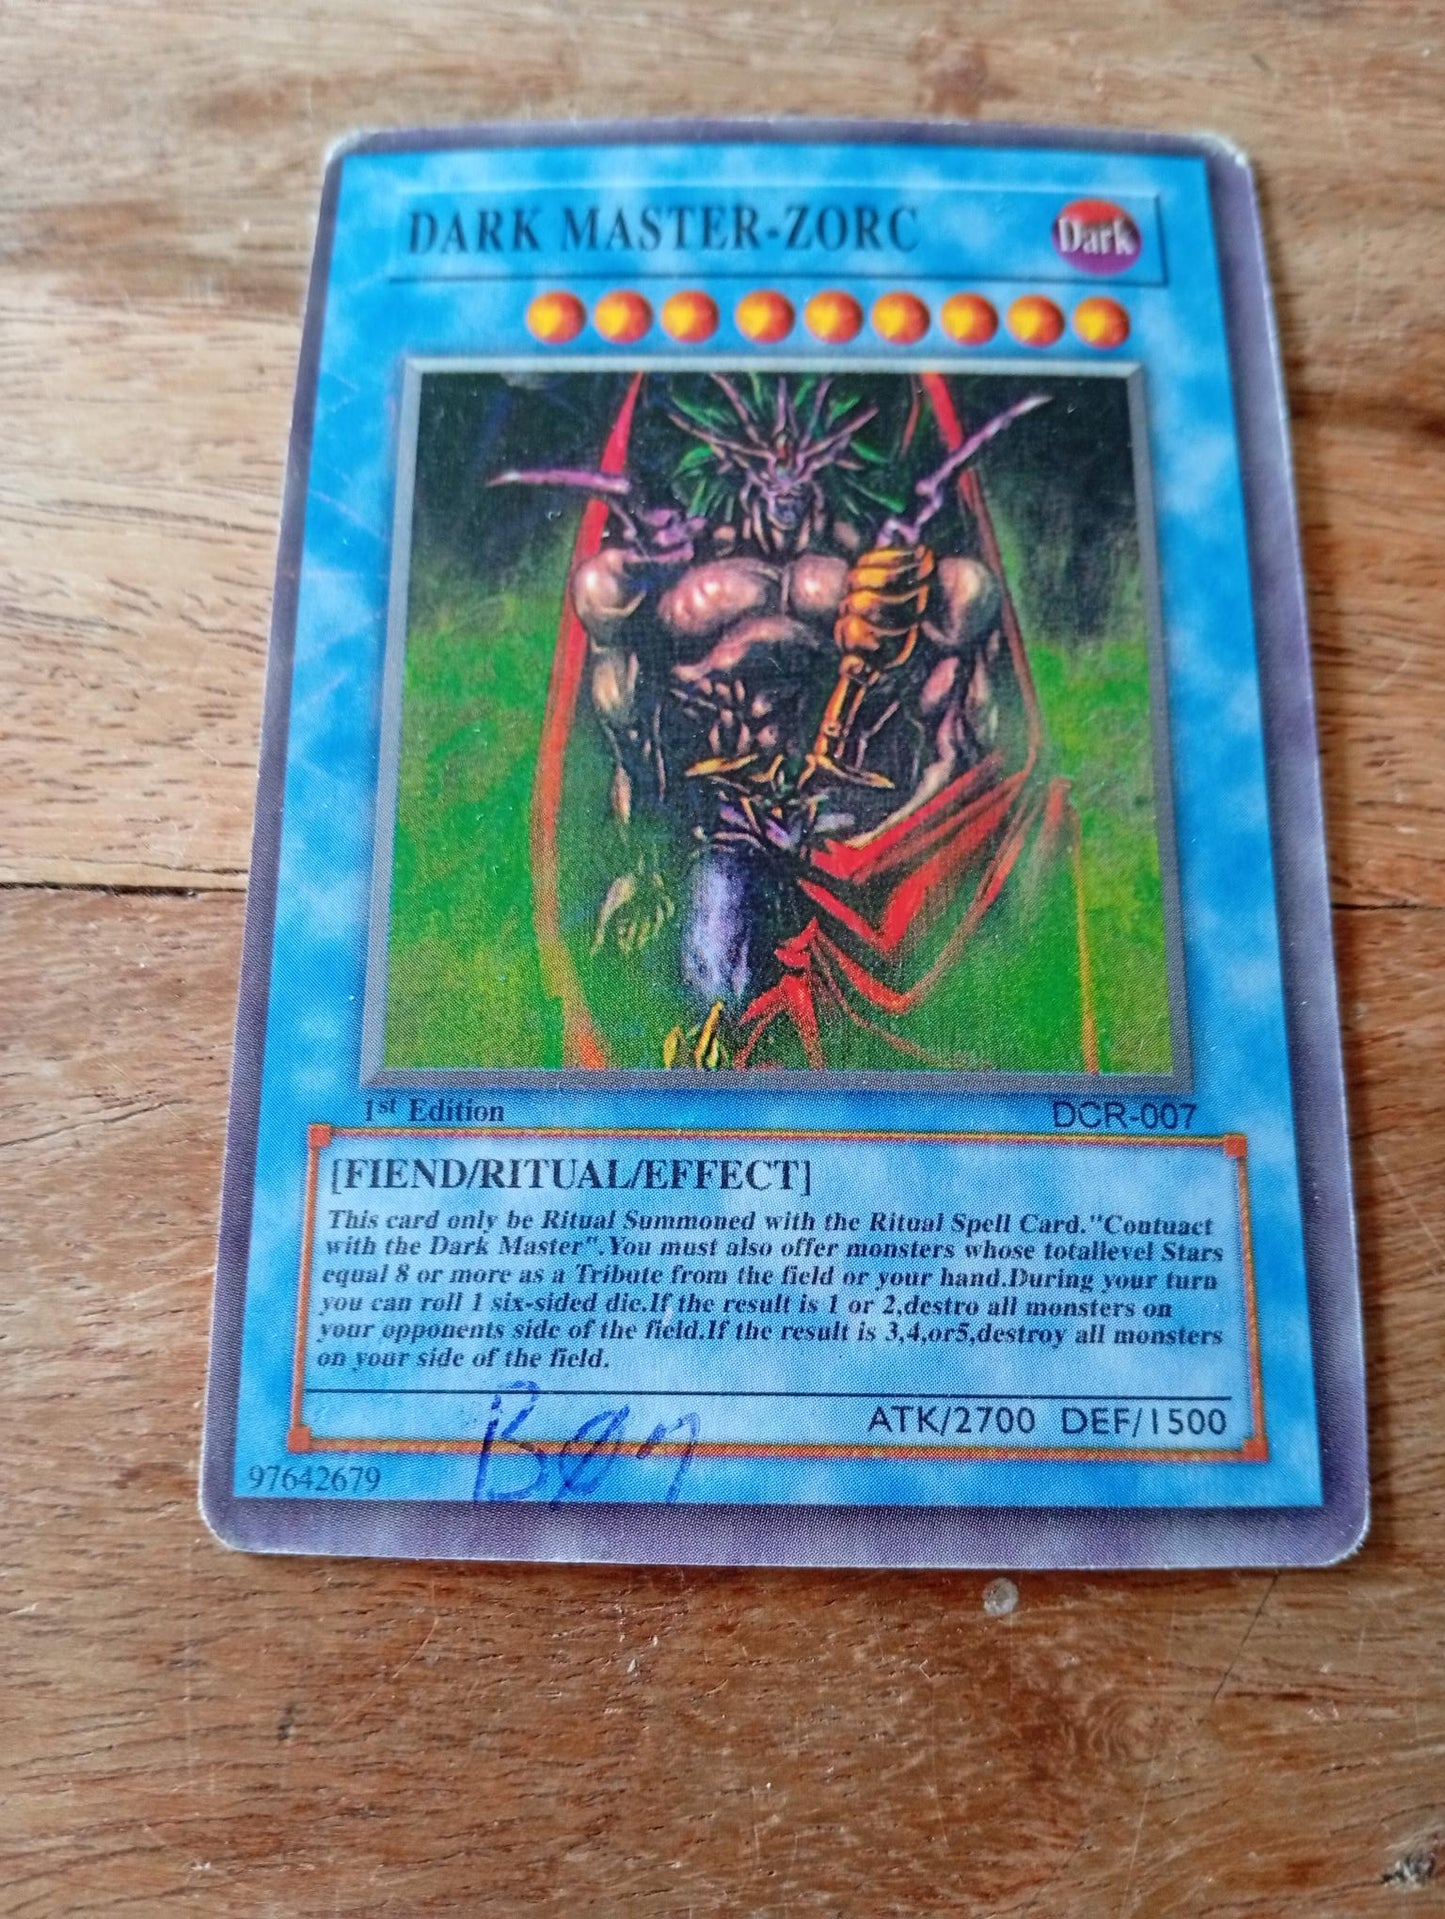 DARK MASTER-ZORC
Dark
1st Edition
DCR-007
[FIEND/RITUAL/EFFECT]
This card only be Ritual Summoned with the Ritual Spell Card."Contuact
with the Dark Master".You must also offer monsters whose totallevel Stars
equal 8 or more as a Tribute from the field or your hand.During your turn
you can roll 1 six-sided die.If the result is 1 or 2,destro all monsters on
your opponents side of the field.If the result is 3,4,or5,destroy all monsters
on your side of the field.
ATK/2700 DEF/1500
Ben
97642679